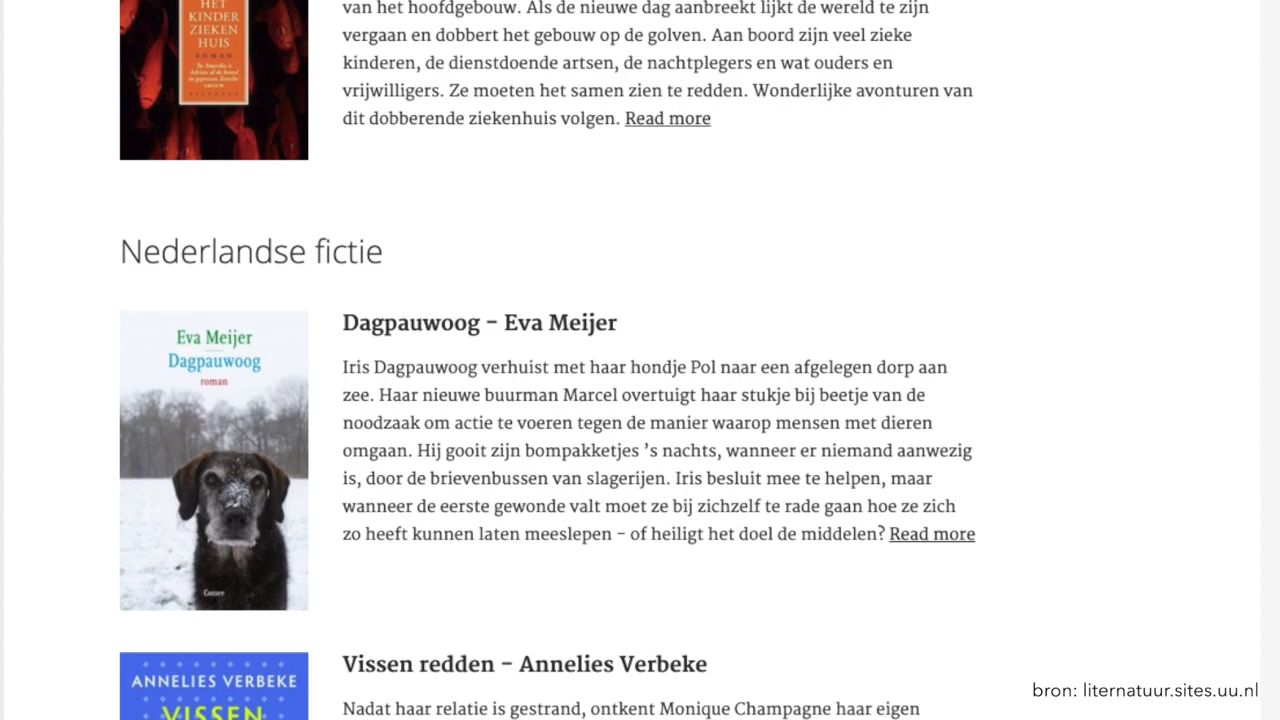 HET
KINDER
ZIEKEN
HUIS
ROMAN
van het hoofdgebouw. Als de nieuwe dag aanbreekt lijkt de wereld te zijn
vergaan en dobbert het gebouw op de golven. Aan boord zijn veel zieke
kinderen, de dienstdoende artsen, de nachtplegers en wat ouders en
vrijwilligers. Ze moeten het samen zien te redden. Wonderlijke avonturen van
dit dobberende ziekenhuis volgen. Read more
Nederlandse fictie
Eva Meijer
Dagpauwoog
roman
Cossee
Dagpauwoog – Eva Meijer
Iris Dagpauwoog verhuist met haar hondje Pol naar een afgelegen dorp aan
zee. Haar nieuwe buurman Marcel overtuigt haar stukje bij beetje van de
noodzaak om actie te voeren tegen de manier waarop mensen met dieren
omgaan. Hij gooit zijn bompakketjes ’s nachts, wanneer er niemand aanwezig
is, door de brievenbussen van slagerijen. Iris besluit mee te helpen, maar
wanneer de eerste gewonde valt moet ze bij zichzelf te rade gaan hoe ze zich
zo heeft kunnen laten meeslepen – of heiligt het doel de middelen? Read more
ANNELIES VERBEKE
VISSEN
Vissen redden – Annelies Verbeke
Nadat haar relatie is gestrand, ontkent Monique Champagne haar eigen
bron: liternatuur.sites.uu.nl